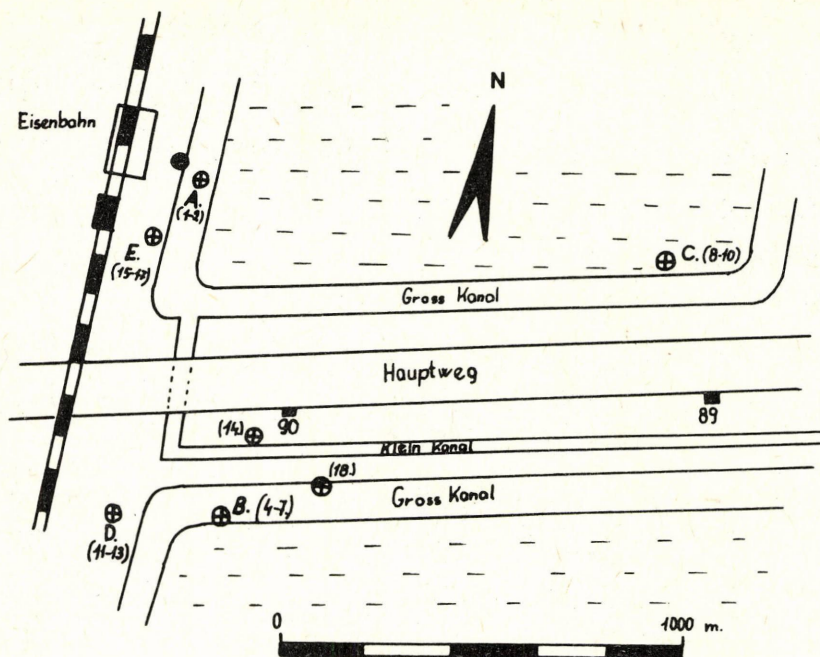 N
Eisenbahn
A.
(1-2)
E.
(15-17)
C. (8-10)
Gross Kanal
Hauptweg
90
89
(14.)
Klein Kanal
(18.)
Gross Kanal
B. (4-7.)
D.
(11-13)
0
1000 m.